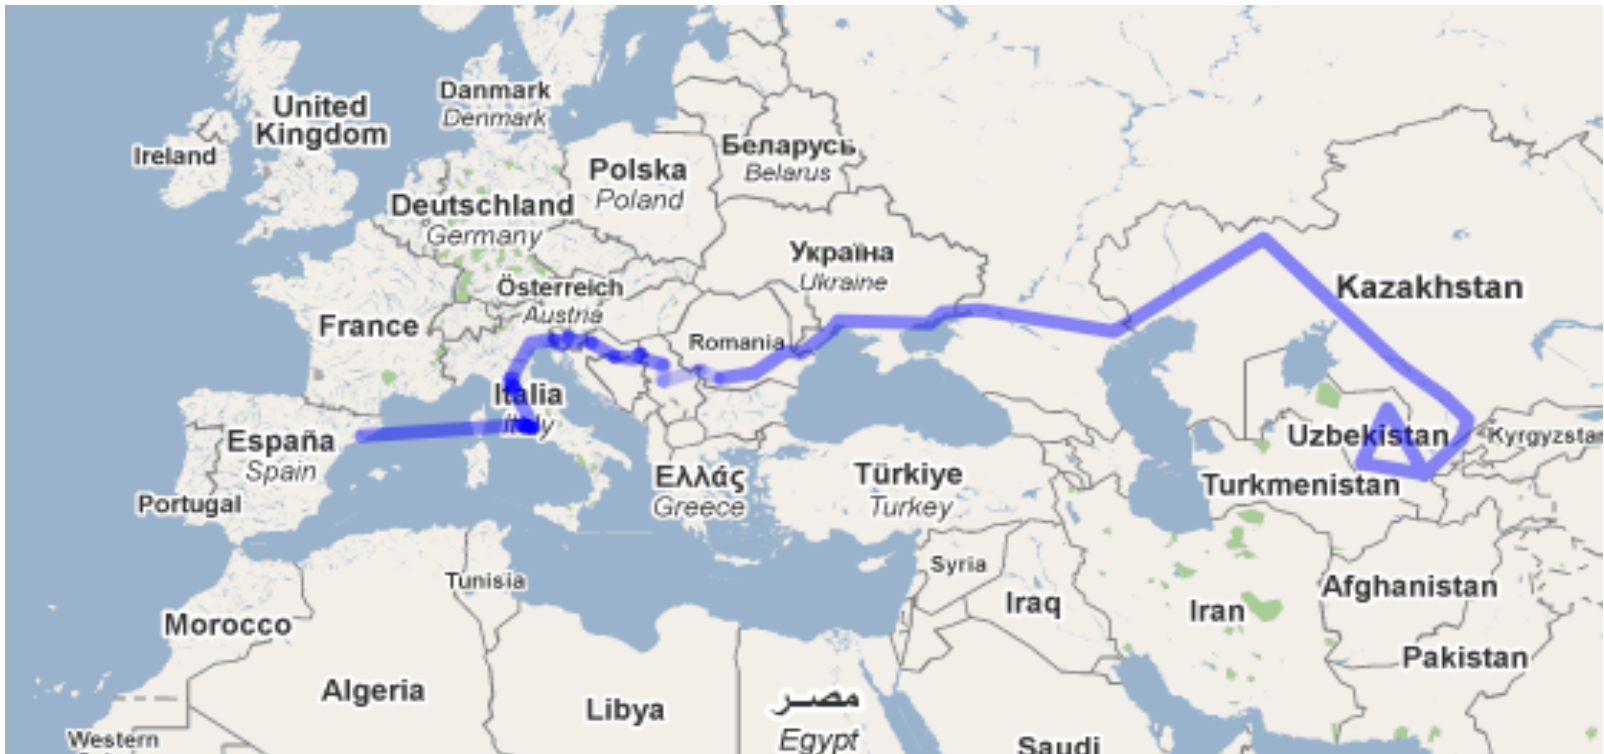 Danmark
Denmark
United
Kingdom
Ireland
Беларусь
Belarus
Polska
Poland
Deutschland
Germany
Україна
Ukraine
Österreich
Austria
Kazakhstan
France
Romania
Italia
Italy
España
Spain
Uzbekistan
Kyrgyzstan
Portugal
Ελλάς
Greece
Türkiye
Turkey
Turkmenistan
Tunisia
Syria
Iraq
Iran
Afghanistan
Morocco
Pakistan
Algeria
Libya
مصر
Egypt
Western
Saudi